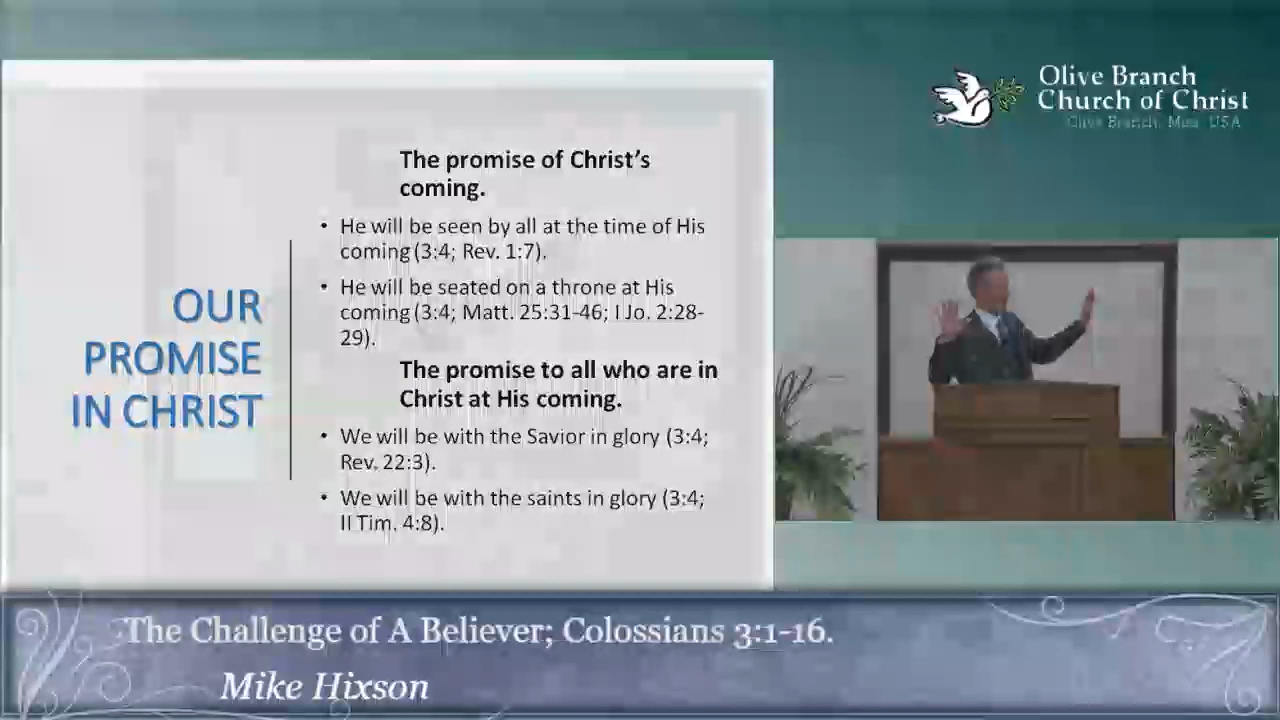 Olive Branch
Church of Christ
Olive Branch, Miss. USA
OUR
PROMISE
IN CHRIST
The promise of Christ's
coming.
• He will be seen by all at the time of His
coming (3:4; Rev. 1:7).
• He will be seated on a throne at His
coming (3:4; Matt. 25:31-46; I Jo. 2:28-
29).
The promise to all who are in
Christ at His coming.
• We will be with the Savior in glory (3:4;
Rev. 22:3).
• We will be with the saints in glory (3:4;
II Tim. 4:8).
The Challenge of A Believer; Colossians 3:1-16.
Mike Hixson